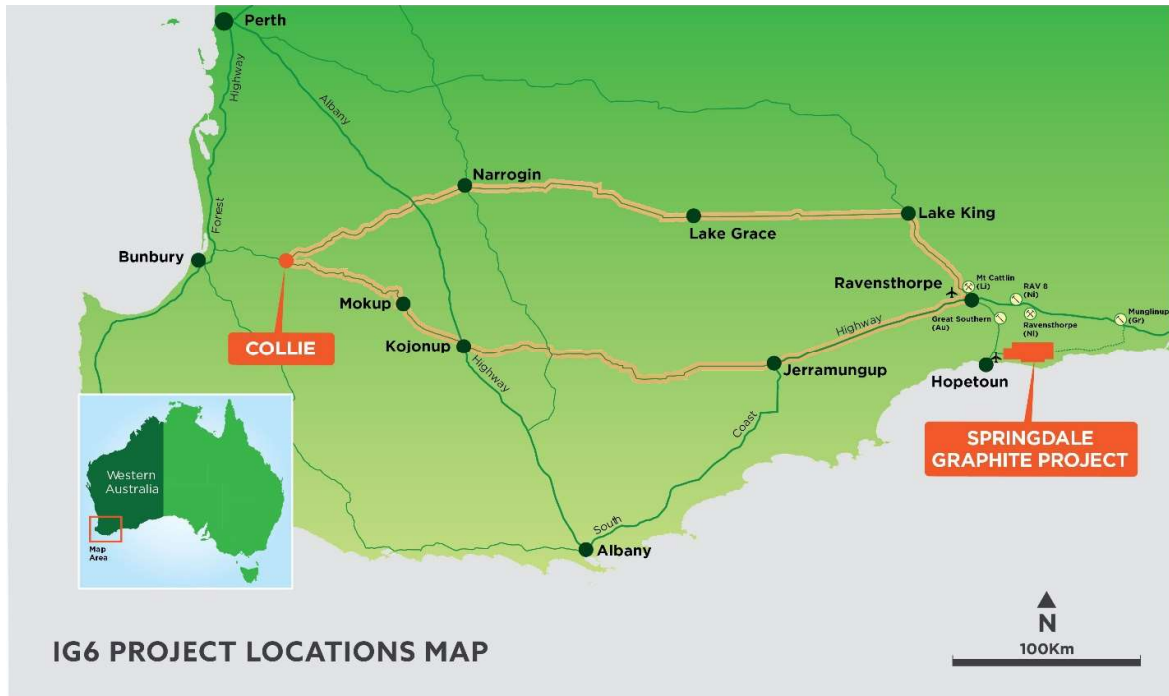 Perth
Highway
Albany
Narrogin
Lake King
Lake Grace
Forest
Bunbury
Ravensthorpe
Mt Cattlin
(Li)
RAV 8
(Ni)
Mokup
COLLIE
Highway
Great Southern
(Au)
Ravensthorpe
(NI)
Munglinup
(Gr)
Kojonup
Highway
Jerramungup
Hopetoun
Coast
SPRINGDALE
GRAPHITE PROJECT
Western
Australia
Map
Area
South
Albany
N
100Km
IG6 PROJECT LOCATIONS MAP